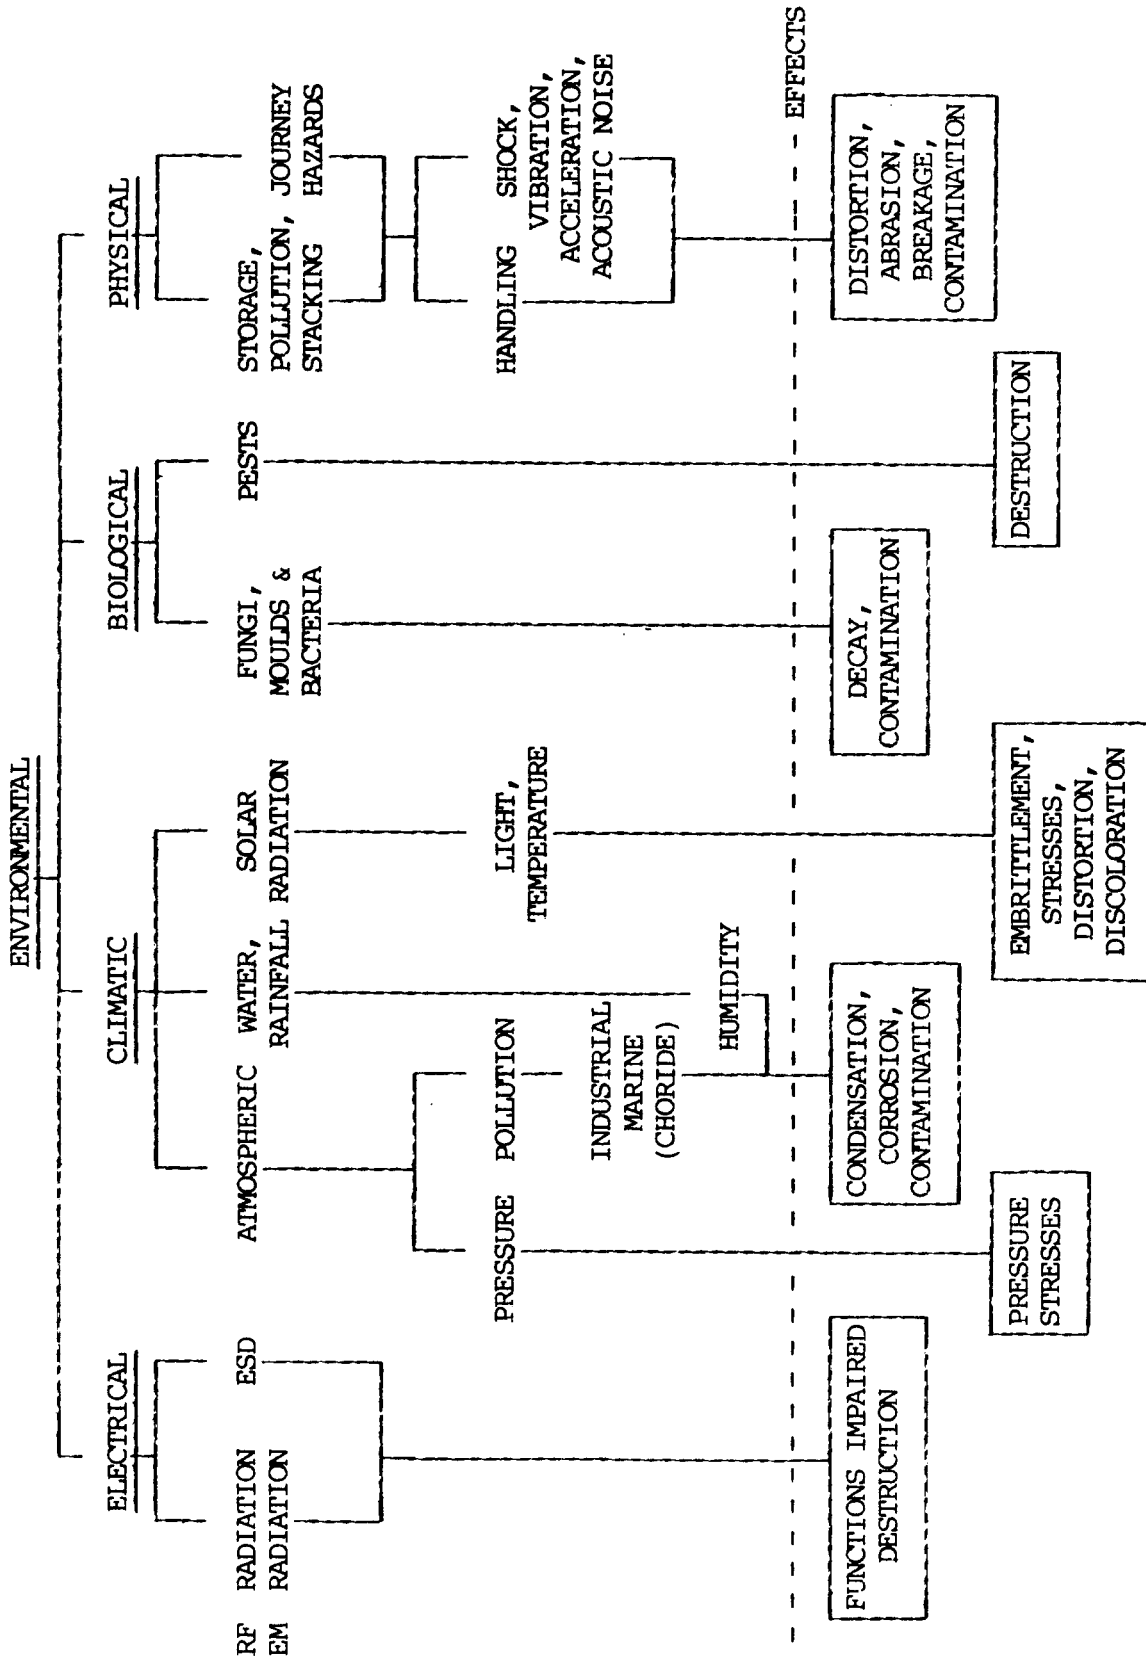 ENVIRONMENTAL
ELECTRICAL
CLIMATIC
BIOLOGICAL
PHYSICAL
RF RADIATION
EM RADIATION
ESD
ATMOSPHERIC
WATER,
RAINFALL
SOLAR
RADIATION
FUNGI,
MOULDS &
BACTERIA
PESTS
STORAGE,
POLLUTION,
STACKING
JOURNEY
HAZARDS
PRESSURE
POLLUTION
LIGHT,
TEMPERATURE
HANDLING
SHOCK,
VIBRATION,
ACCELERATION,
ACOUSTIC NOISE
INDUSTRIAL
MARINE
(CHORIDE)
HUMIDITY
EFFECTS
FUNCTIONS IMPAIRED
DESTRUCTION
CONDENSATION,
CORROSION,
CONTAMINATION
DECAY,
CONTAMINATION
DISTORTION,
ABRASION,
BREAKAGE,
CONTAMINATION
PRESSURE
STRESSES
EMBRITTLEMENT,
STRESSES,
DISTORTION,
DISCOLORATION
DESTRUCTION